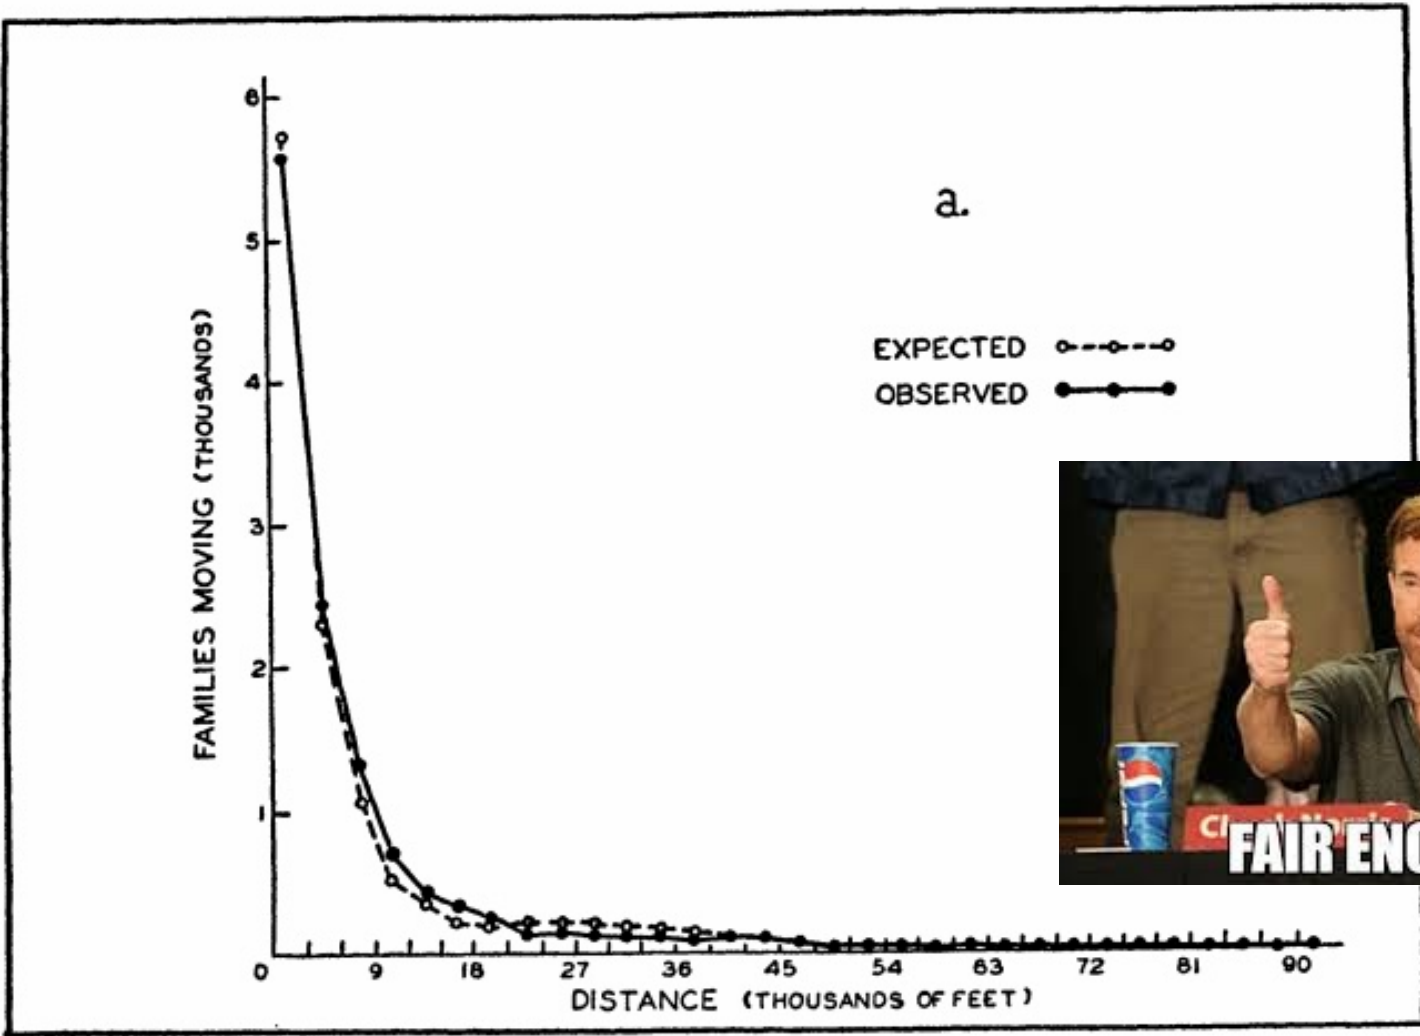 6
5
4
3
2
1
FAMILIES MOVING (THOUSANDS)
a.
EXPECTED
OBSERVED
0 9 18 27 36 45 54 63 72 81 90
DISTANCE (THOUSANDS OF FEET)
FAIR